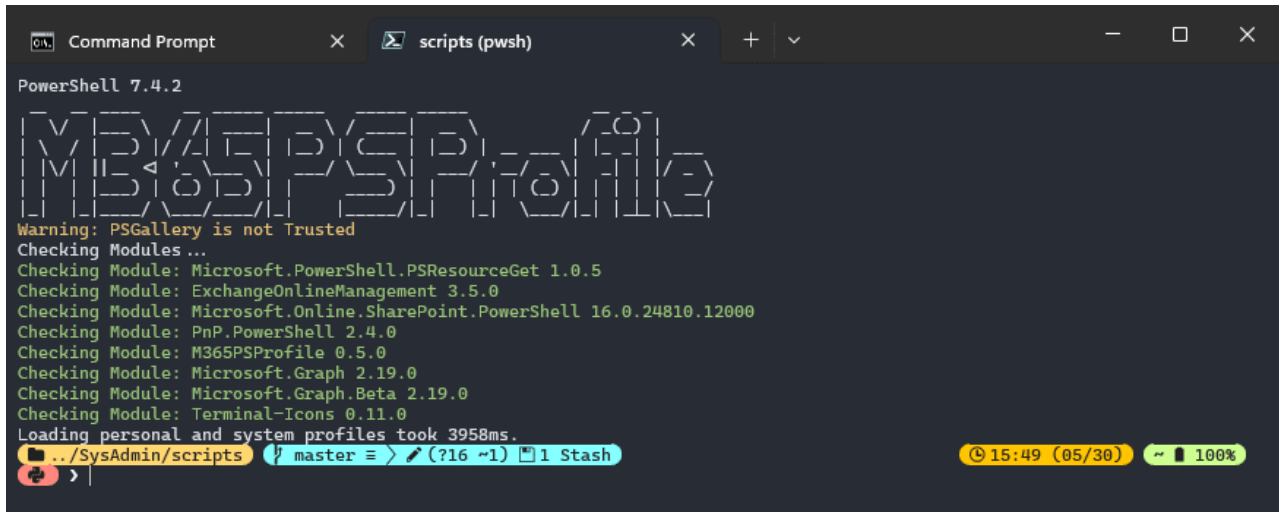 Command Prompt
scripts (pwsh)
PowerShell 7.4.2
M365PSProfile
Warning: PSGallery is not Trusted
Checking Modules...
Checking Module: Microsoft.PowerShell.PSResourceGet 1.0.5
Checking Module: ExchangeOnlineManagement 3.5.0
Checking Module: Microsoft.Online.SharePoint.PowerShell 16.0.24810.12000
Checking Module: PnP.PowerShell 2.4.0
Checking Module: M365PSProfile 0.5.0
Checking Module: Microsoft.Graph 2.19.0
Checking Module: Microsoft.Graph.Beta 2.19.0
Checking Module: Terminal-Icons 0.11.0
Loading personal and system profiles took 3958ms.
../SysAdmin/scripts master ≡ (?16 ~1) 1 Stash 15:49 (05/30) ~ 100%
❯